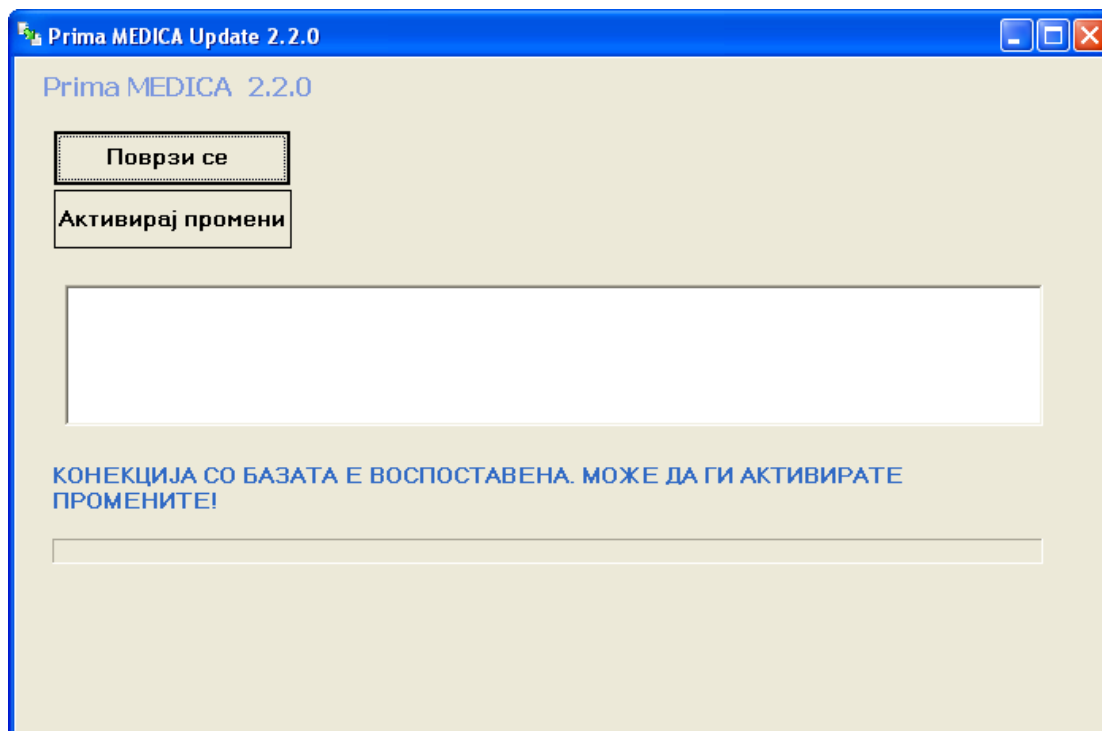 Prima MEDICA Update 2.2.0
Prima MEDICA 2.2.0
Поврзи се
Активирај промени
КОНЕКЦИЈА СО БАЗАТА Е ВОСПОСТАВЕНА. МОЖЕ ДА ГИ АКТИВИРАТЕ
ПРОМЕНИТЕ!